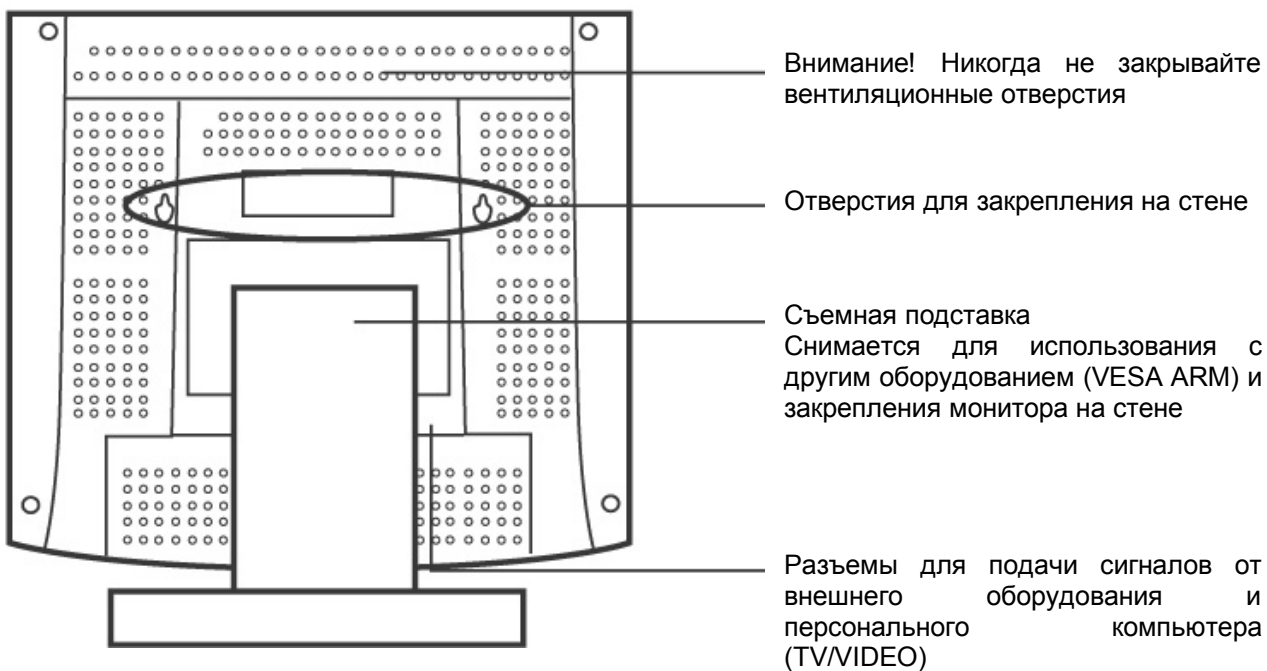 Внимание! Никогда не закрывайте
вентиляционные отверстия
Отверстия для закрепления на стене
Съемная подставка
Снимается для использования с
другим оборудованием (VESA ARM) и
закрепления монитора на стене
Разъемы для подачи сигналов от
внешнего оборудования и
персонального компьютера
(TV/VIDEO)